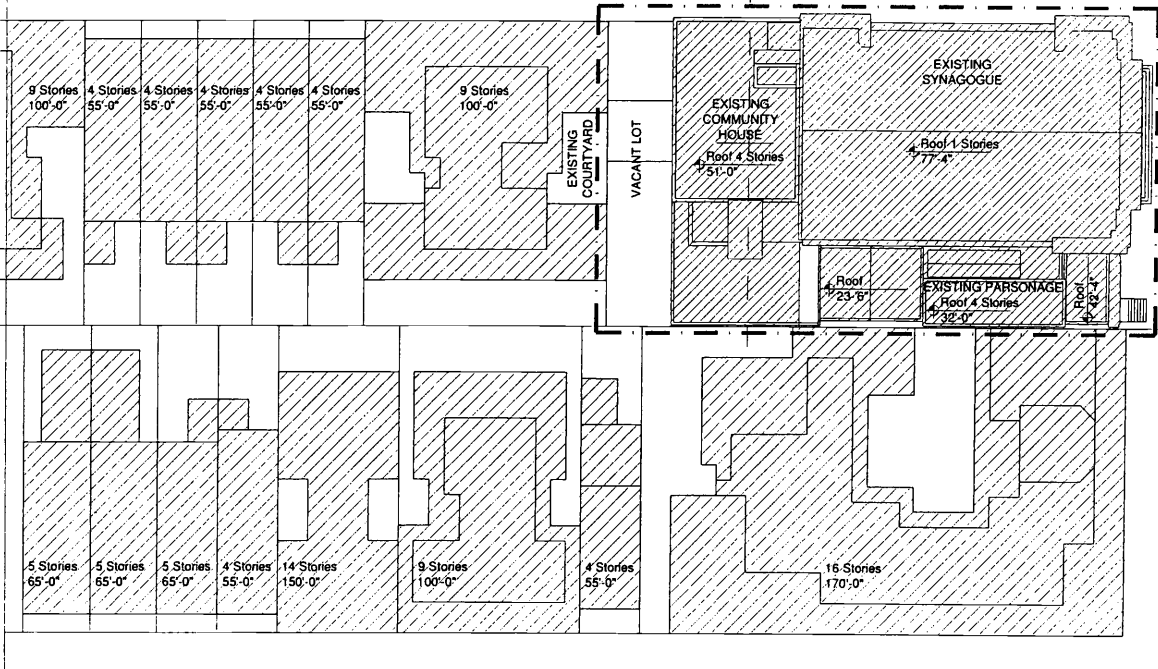 9 Stories
100'-0"
4 Stories
55'-0"
4 Stories
55'-0"
4 Stories
55'-0"
4 Stories
55'-0"
4 Stories
55'-0"
9 Stories
100'-0"
EXISTING
COURTYARD
VACANT LOT
EXISTING
COMMUNITY
HOUSE
Roof 4 Stories
51'-0"
EXISTING
SYNAGOGUE
Roof 1 Stories
77'-4"
Roof
23'-6"
EXISTING PARSONAGE
Roof 4 Stories
32'-0"
Roof
42'-4"
5 Stories
65'-0"
5 Stories
65'-0"
5 Stories
65'-0"
4 Stories
55'-0"
14 Stories
150'-0"
9 Stories
100'-0"
4 Stories
55'-0"
16 Stories
170'-0"